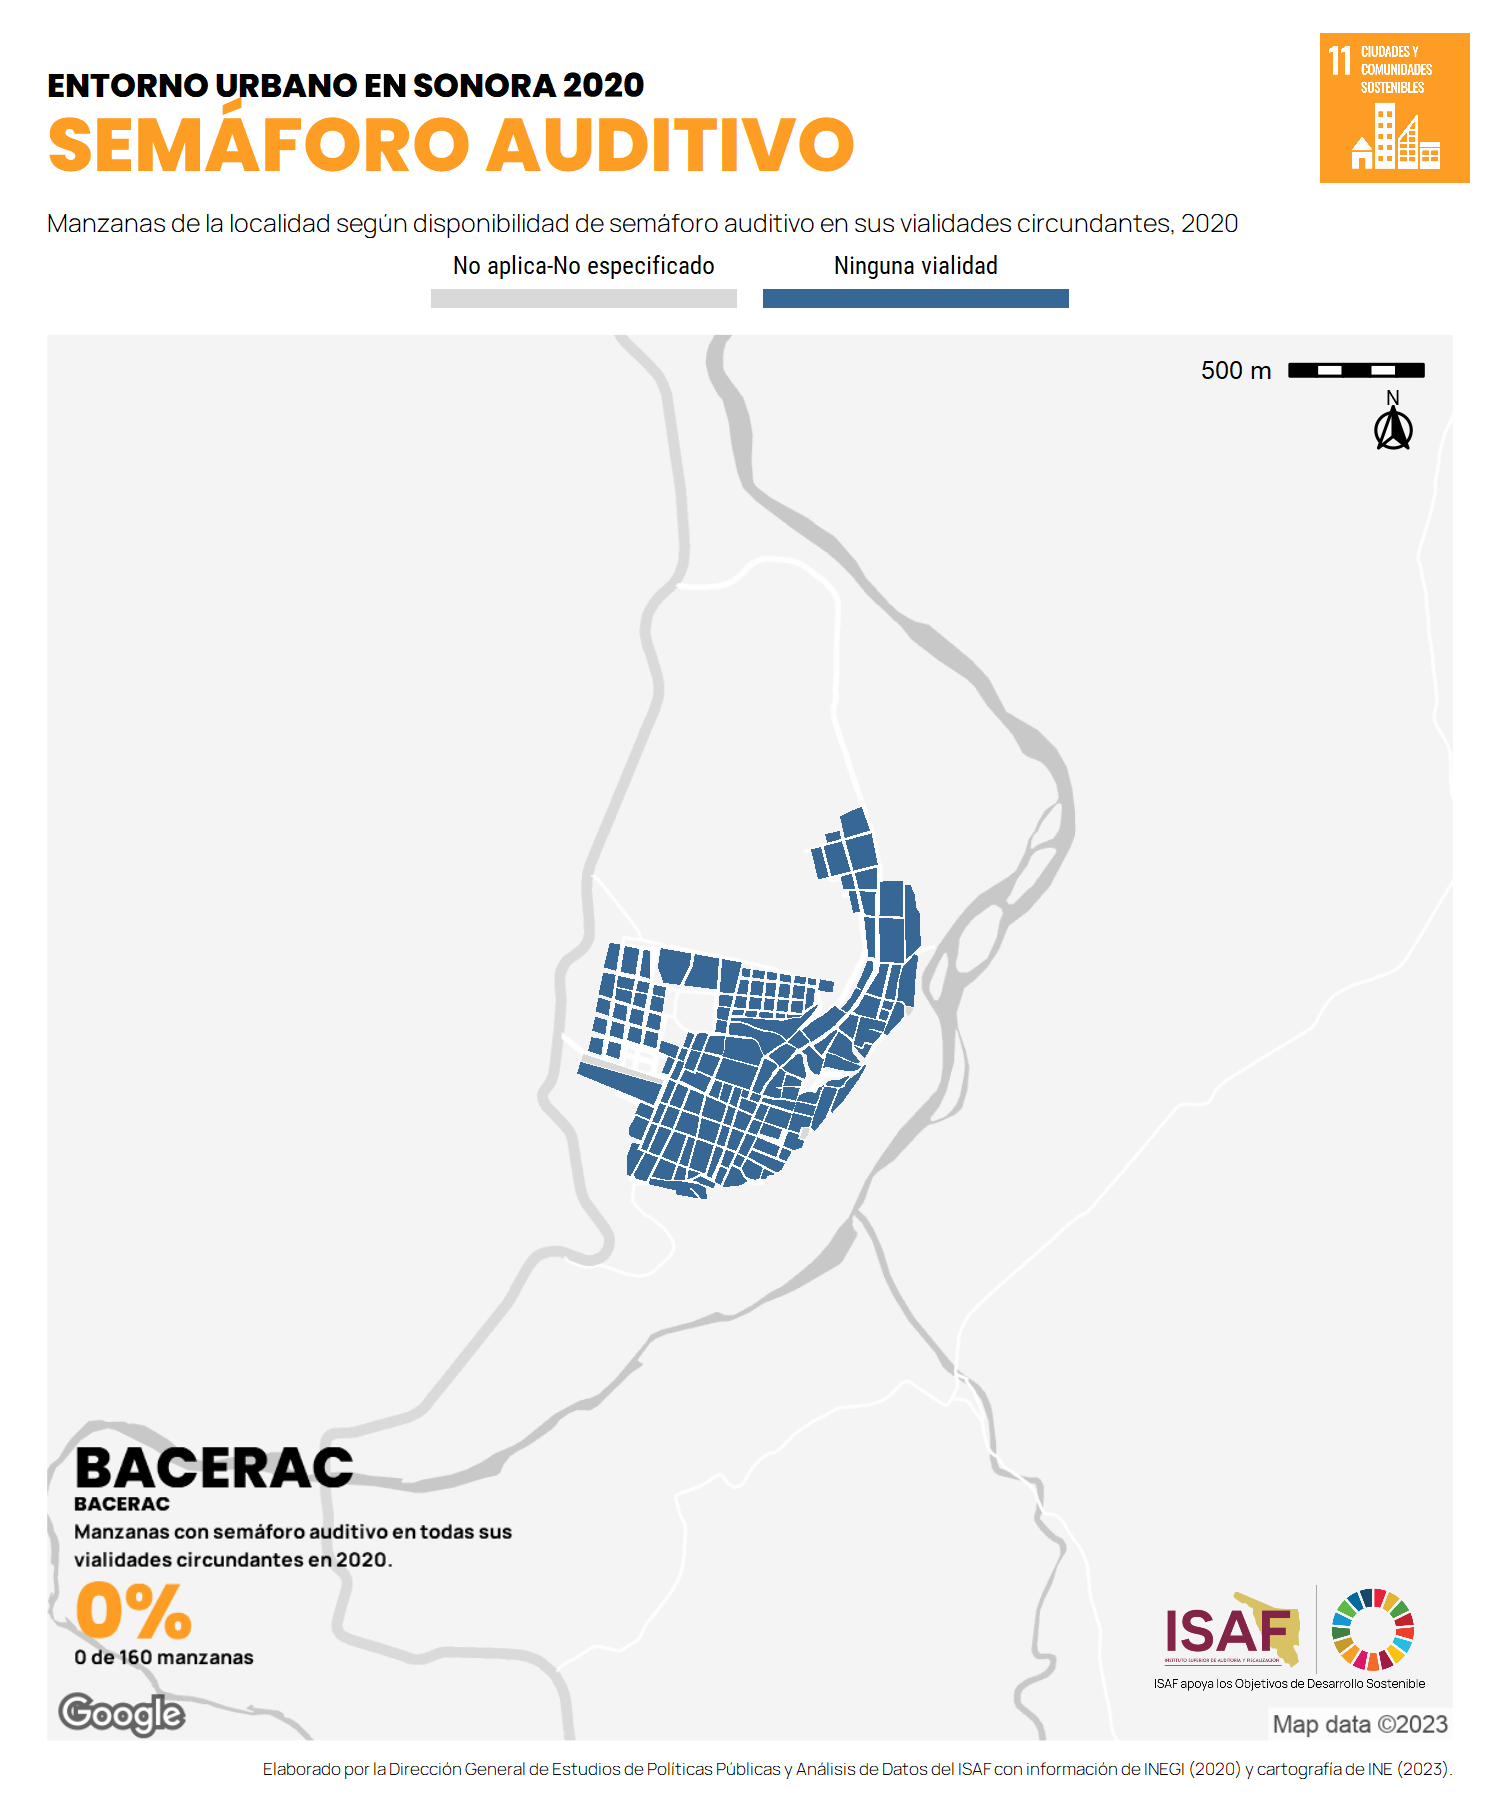 ENTORNO URBANO EN SONORA 2020
SEMÁFORO AUDITIVO
11 CIUDADES Y
COMUNIDADES
SOSTENIBLES
Manzanas de la localidad según disponibilidad de semáforo auditivo en sus vialidades circundantes, 2020
No aplica-No especificado
Ninguna vialidad
500 m
N
BACERAC
BACERAC
Manzanas con semáforo auditivo en todas sus
vialidades circundantes en 2020.
0%
0 de 160 manzanas
Google
ISAF
INSTITUTO SUPERIOR DE AUDITORÍA Y FISCALIZACIÓN
ISAF apoya los Objetivos de Desarrollo Sostenible
Map data ©2023
Elaborado por la Dirección General de Estudios de Políticas Públicas y Análisis de Datos del ISAF con información de INEGI (2020) y cartografía de INE (2023).